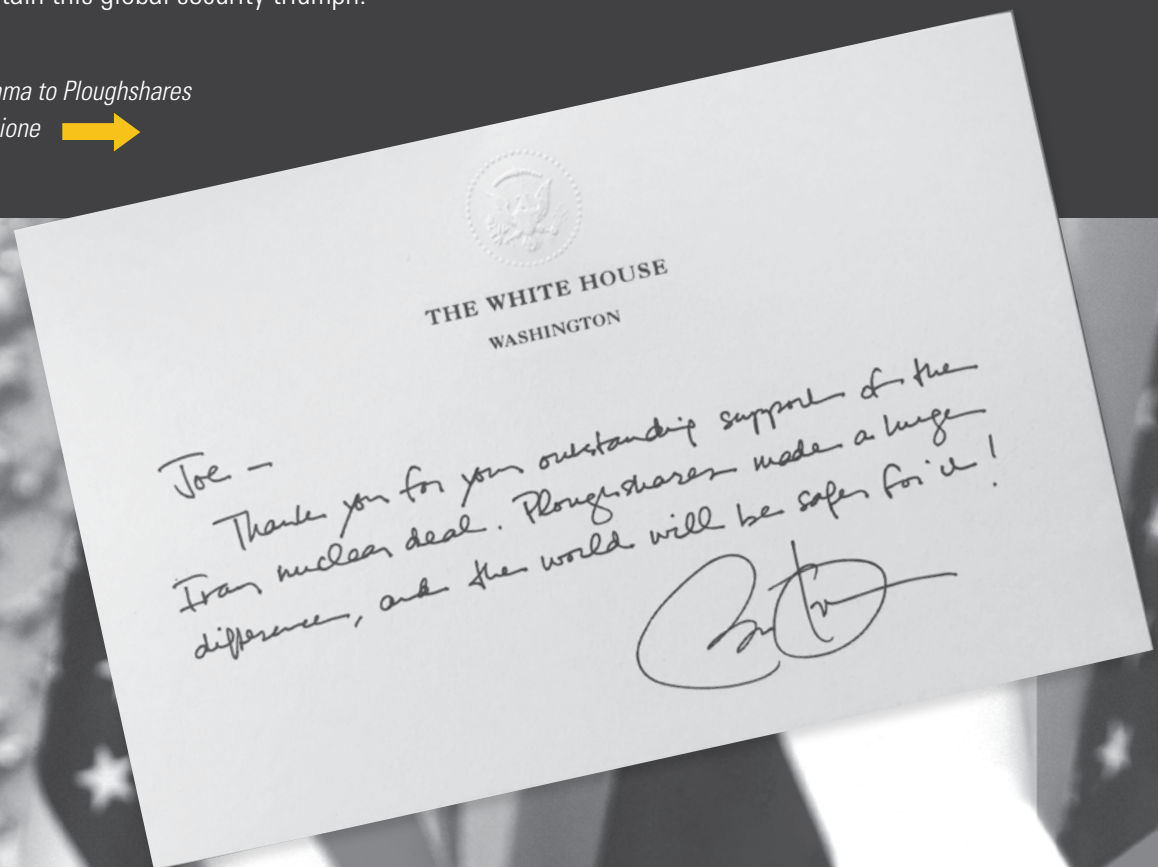 tain this global security triumph.
ma to Ploughshares
ione
THE WHITE HOUSE
WASHINGTON
Joe –
Thank you for your outstanding support of the
Iran nuclear deal. Ploughshares made a huge
difference, and the world will be safer for it!